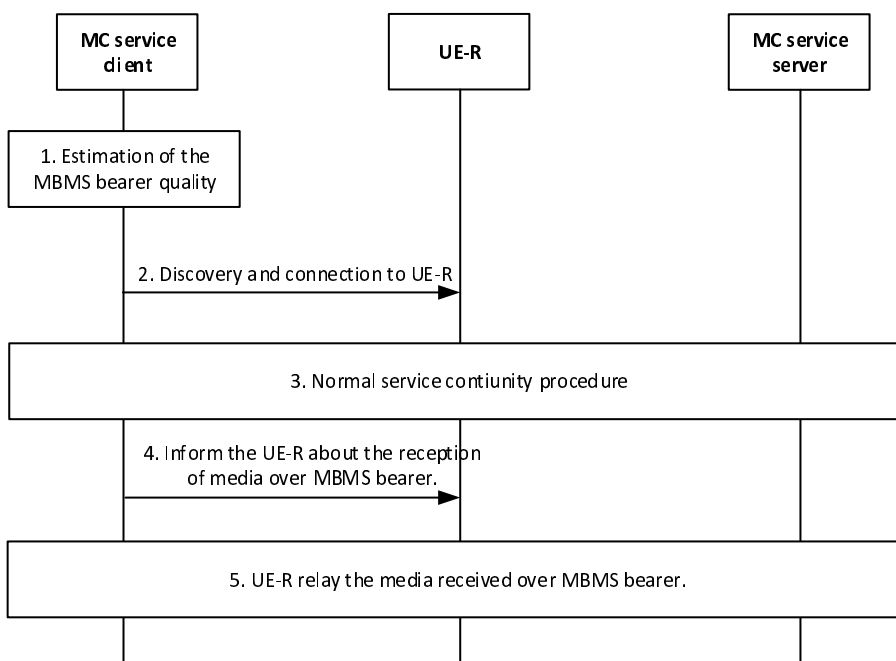 MC service
client
UE-R
MC service
server
1. Estimation of the
MBMS bearer quality
2. Discovery and connection to UE-R
3. Normal service contiunity procedure
4. Inform the UE-R about the reception
of media over MBMS bearer.
5. UE-R relay the media received over MBMS bearer.